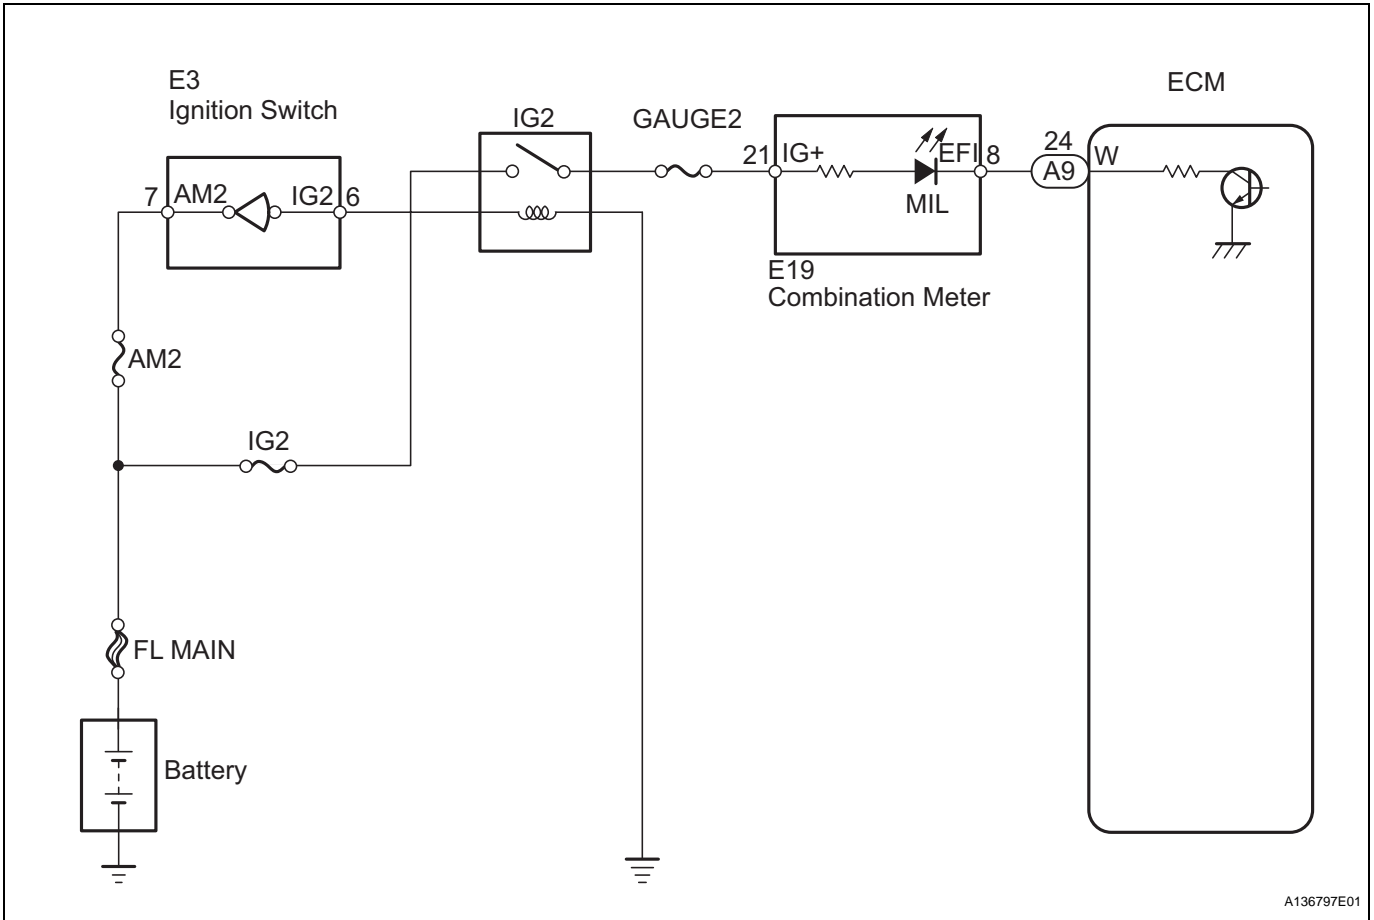 E3
Ignition Switch
IG2
GAUGE2
ECM
7 AM2 IG2 6
21 IG+ EFI 8
MIL
24
A9
W
E19
Combination Meter
AM2
IG2
FL MAIN
Battery
A136797E01